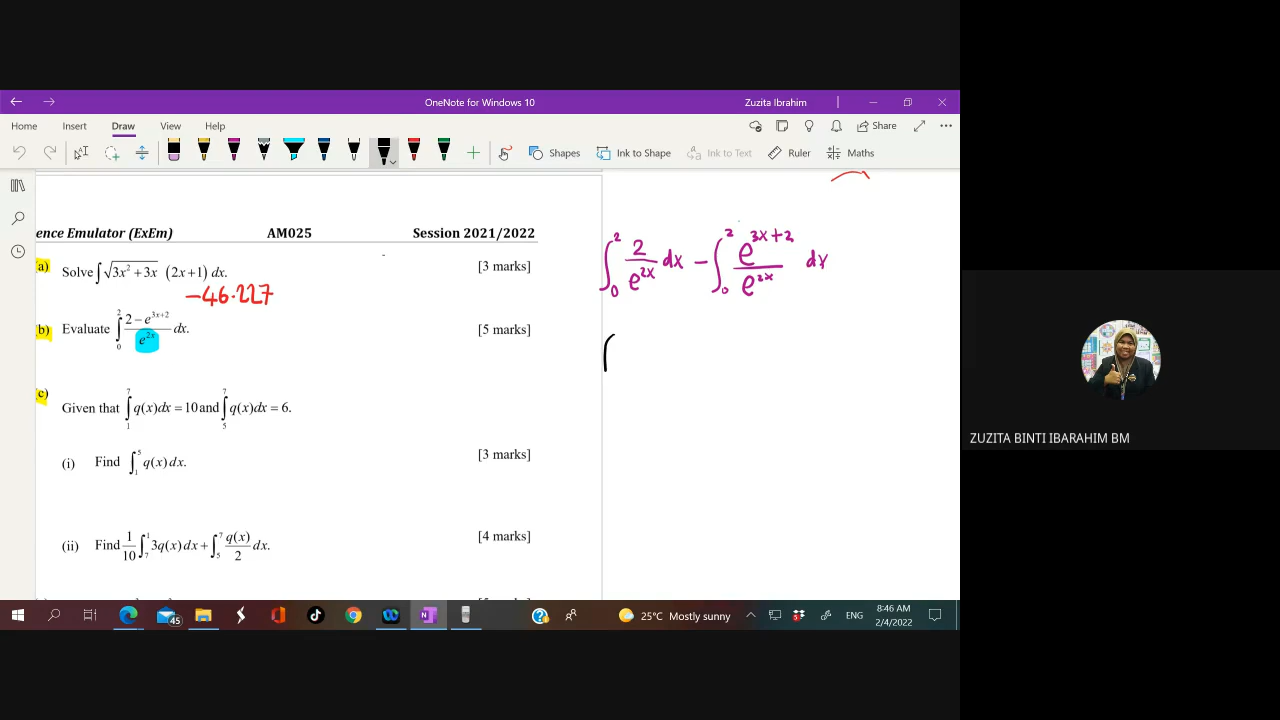 OneNote for Windows 10
Zuzita Ibrahim
Home Insert Draw View Help
Share
Shapes Ink to Shape Ink to Text Ruler Maths
ence Emulator (ExEm) AM025 Session 2021/2022
(a) Solve ∫√(3x² + 3x) (2x+1) dx. [3 marks]
−46.227
(b) Evaluate ∫₀² (2 − e^(3x+2)) / e^(2x) dx. [5 marks]
(c)
Given that ∫₁⁷ q(x)dx = 10 and ∫₅⁷ q(x)dx = 6.
(i) Find ∫₁⁵ q(x) dx. [3 marks]
(ii) Find 1/10 ∫₇¹ 3q(x) dx + ∫₅⁷ q(x)/2 dx. [4 marks]
∫₀² 2/e^(2x) dx − ∫₀² e^(3x+2)/e^(2x) dx
ZUZITA BINTI IBARAHIM BM
45
25°C Mostly sunny
ENG
8:46 AM
2/4/2022